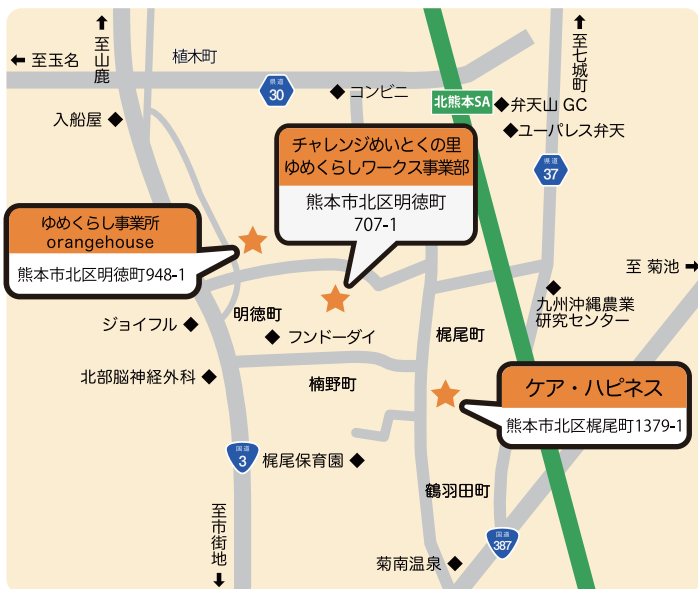 至山鹿
至玉名
植木町
県道
30
コンビニ
北熊本SA
弁天山 GC
ユーパレス弁天
至七城町
県道
37
入船屋
チャレンジめいとくの里
ゆめくらしワークス事業部
熊本市北区明徳町
707-1
ゆめくらし事業所
orangehouse
熊本市北区明徳町948-1
至 菊池
九州沖縄農業
研究センター
明徳町
ジョイフル
フンドーダイ
梶尾町
北部脳神経外科
楠野町
ケア・ハピネス
熊本市北区梶尾町1379-1
国道
3
梶尾保育園
鶴羽田町
至市街地
国道
387
菊南温泉